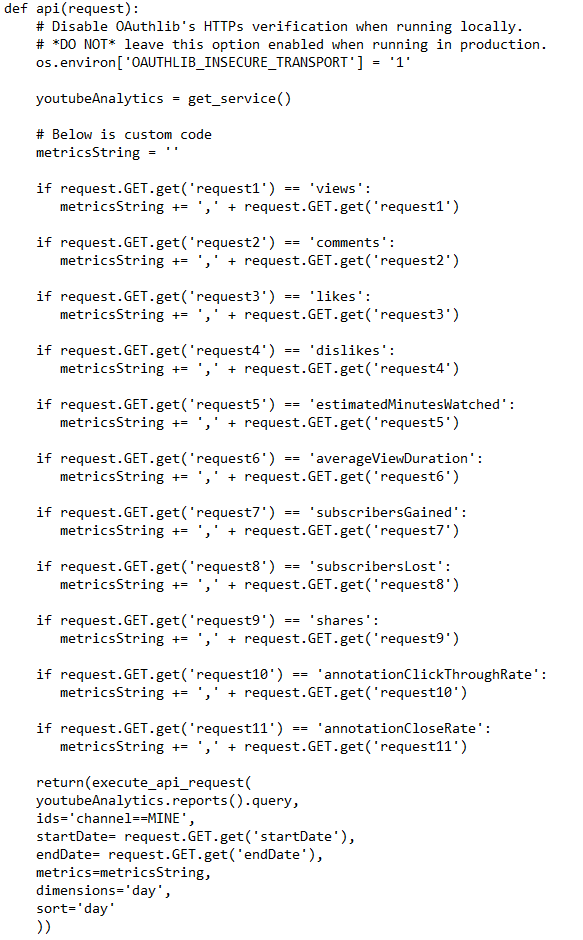 def api(request):
    # Disable OAuthlib's HTTPs verification when running locally.
    # *DO NOT* leave this option enabled when running in production.
    os.environ['OAUTHLIB_INSECURE_TRANSPORT'] = '1'

    youtubeAnalytics = get_service()

    # Below is custom code
    metricsString = ''

    if request.GET.get('request1') == 'views':
       metricsString += ',' + request.GET.get('request1')

    if request.GET.get('request2') == 'comments':
       metricsString += ',' + request.GET.get('request2')

    if request.GET.get('request3') == 'likes':
       metricsString += ',' + request.GET.get('request3')

    if request.GET.get('request4') == 'dislikes':
       metricsString += ',' + request.GET.get('request4')

    if request.GET.get('request5') == 'estimatedMinutesWatched':
       metricsString += ',' + request.GET.get('request5')

    if request.GET.get('request6') == 'averageViewDuration':
       metricsString += ',' + request.GET.get('request6')

    if request.GET.get('request7') == 'subscribersGained':
       metricsString += ',' + request.GET.get('request7')

    if request.GET.get('request8') == 'subscribersLost':
       metricsString += ',' + request.GET.get('request8')

    if request.GET.get('request9') == 'shares':
       metricsString += ',' + request.GET.get('request9')

    if request.GET.get('request10') == 'annotationClickThroughRate':
       metricsString += ',' + request.GET.get('request10')

    if request.GET.get('request11') == 'annotationCloseRate':
       metricsString += ',' + request.GET.get('request11')

    return(execute_api_request(
    youtubeAnalytics.reports().query,
    ids='channel==MINE',
    startDate= request.GET.get('startDate'),
    endDate= request.GET.get('endDate'),
    metrics=metricsString,
    dimensions='day',
    sort='day'
    ))